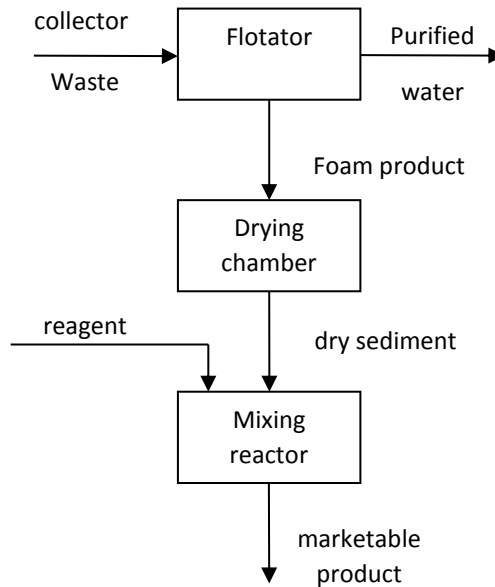 collector
Waste
Flotator
Purified
water
Foam product
Drying
chamber
reagent
dry sediment
Mixing
reactor
marketable
product